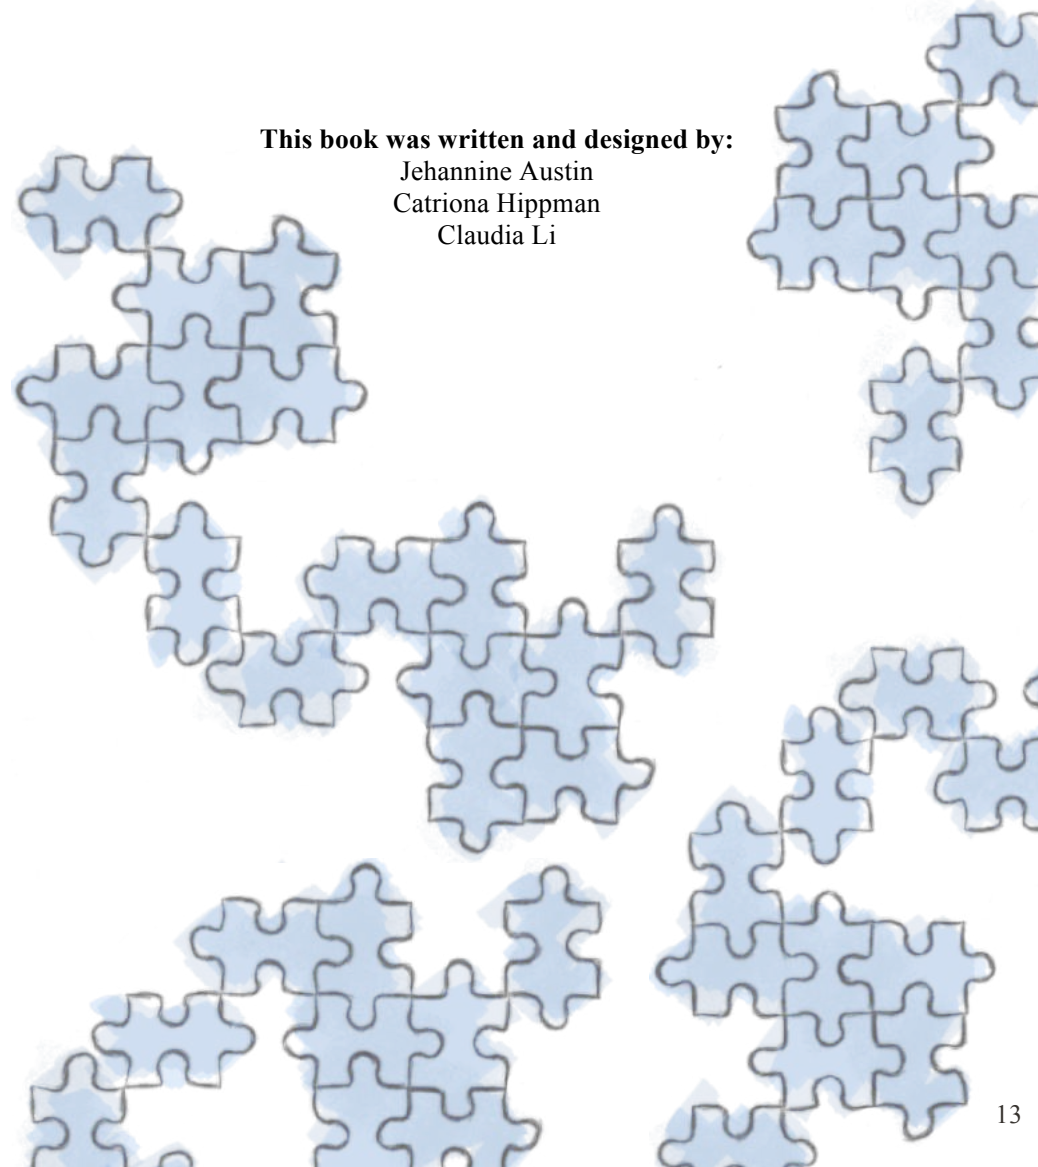 This book was written and designed by:
Jehannine Austin
Catriona Hippman
Claudia Li
13